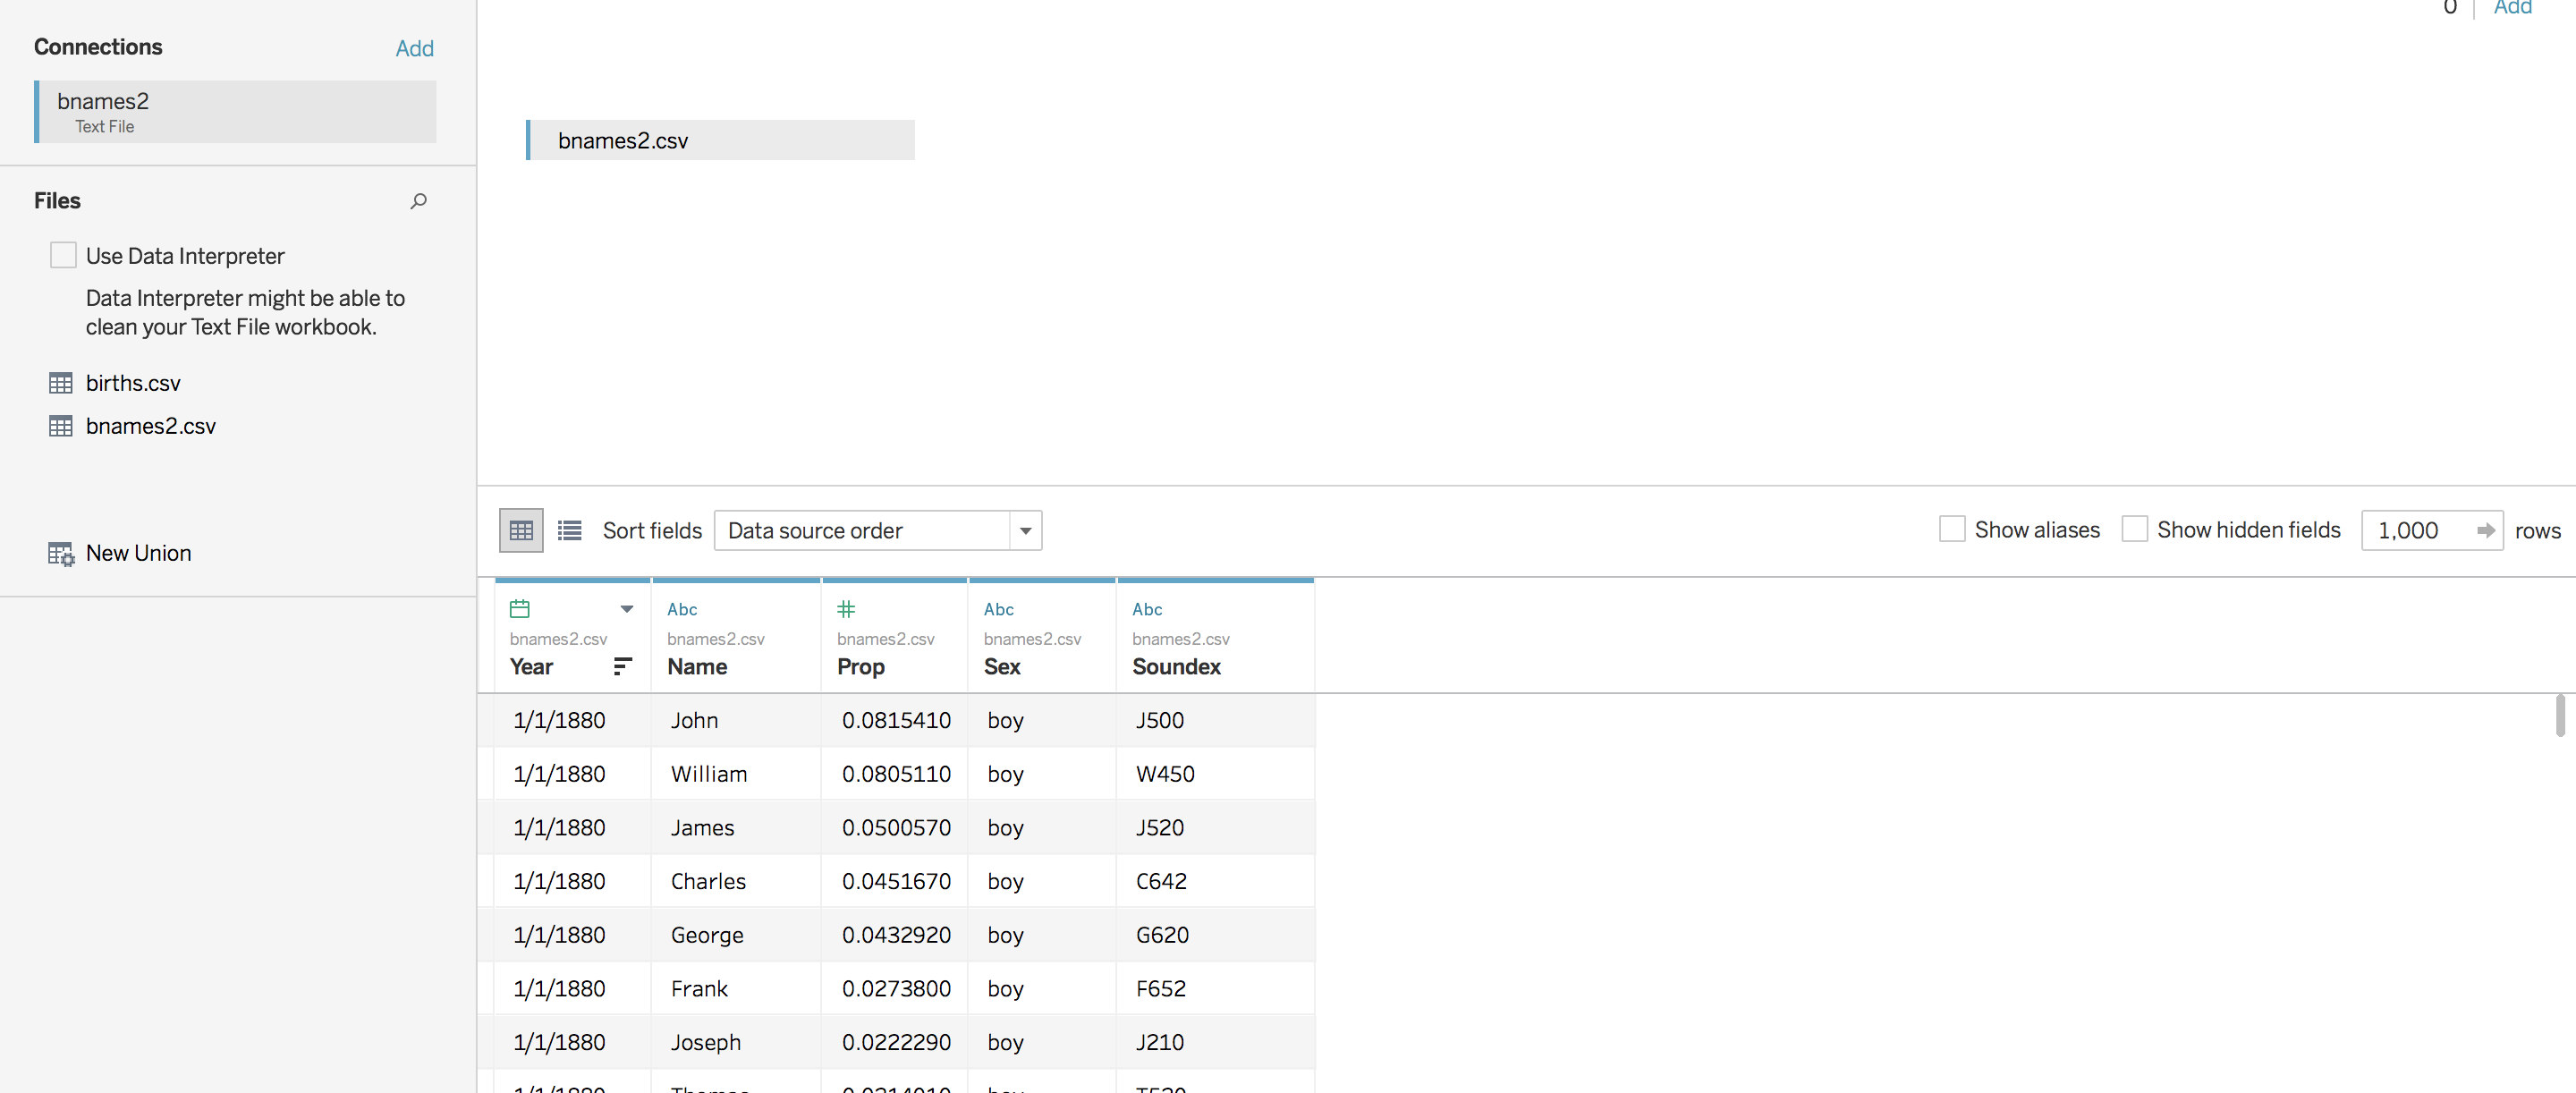 Connections Add
bnames2
Text File
Files
Use Data Interpreter
Data Interpreter might be able to
clean your Text File workbook.
births.csv
bnames2.csv
New Union
0 Add
bnames2.csv
Sort fields Data source order Show aliases Show hidden fields 1,000 rows
Abc # Abc Abc
bnames2.csv bnames2.csv bnames2.csv bnames2.csv bnames2.csv
Year Name Prop Sex Soundex
1/1/1880 John 0.0815410 boy J500
1/1/1880 William 0.0805110 boy W450
1/1/1880 James 0.0500570 boy J520
1/1/1880 Charles 0.0451670 boy C642
1/1/1880 George 0.0432920 boy G620
1/1/1880 Frank 0.0273800 boy F652
1/1/1880 Joseph 0.0222290 boy J210